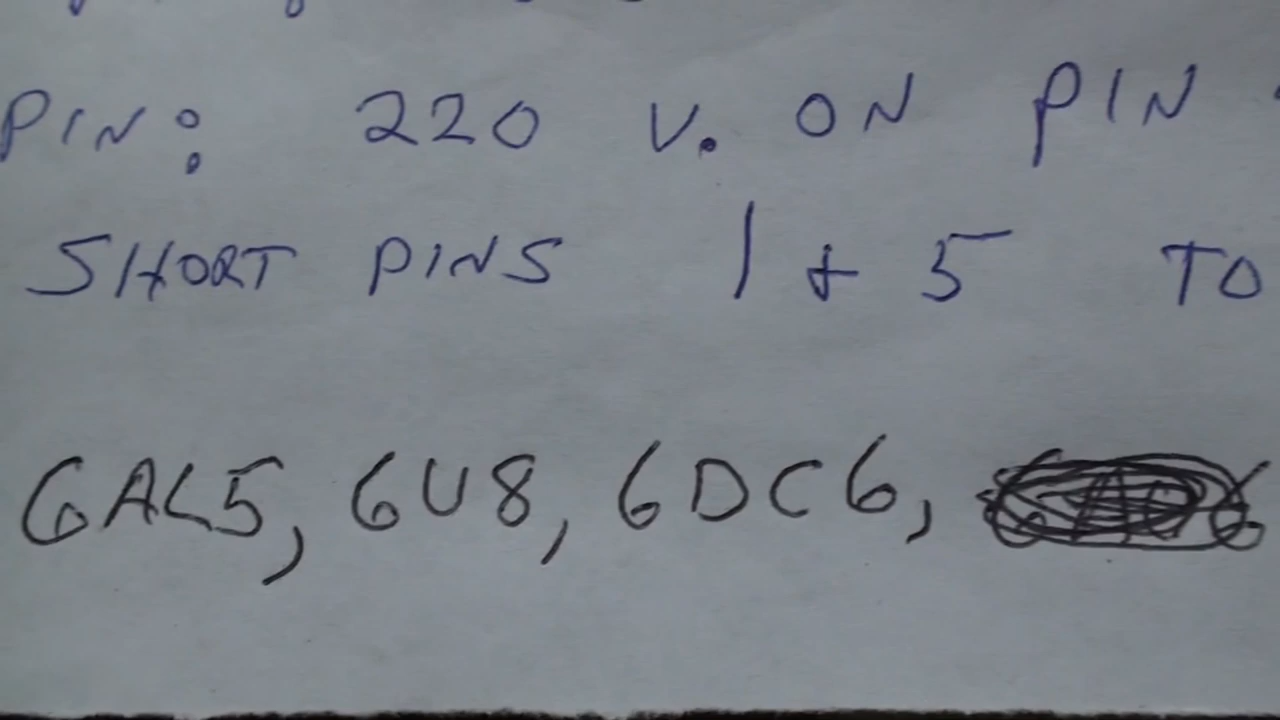 PIN: 220 V. ON PIN
SHORT PINS 1 + 5 TO
6AL5, 6U8, 6DC6,